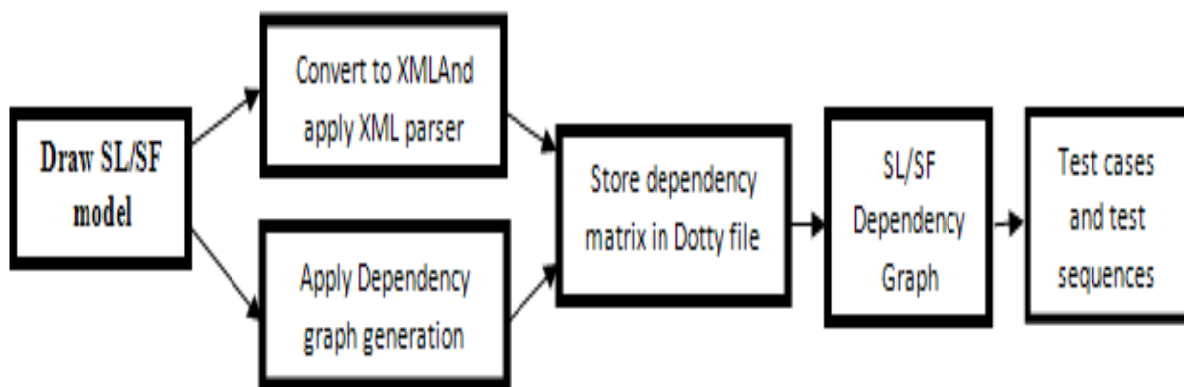 Draw SL/SF
model
Convert to XMLAnd
apply XML parser
Apply Dependency
graph generation
Store dependency
matrix in Dotty file
SL/SF
Dependency
Graph
Test cases
and test
sequences